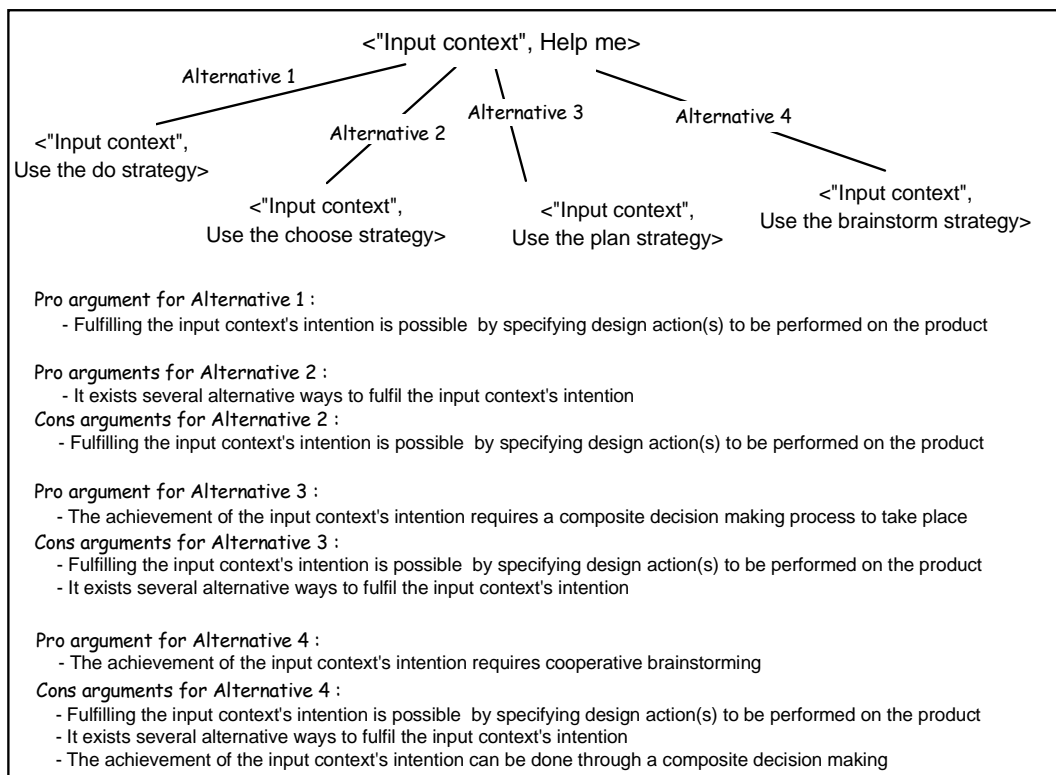 <"Input context", Help me>
Alternative 1
Alternative 2
Alternative 3
Alternative 4
<"Input context",
Use the do strategy>
<"Input context",
Use the choose strategy>
<"Input context",
Use the plan strategy>
<"Input context",
Use the brainstorm strategy>
Pro argument for Alternative 1 :
- Fulfilling the input context's intention is possible by specifying design action(s) to be performed on the product
Pro arguments for Alternative 2 :
- It exists several alternative ways to fulfil the input context's intention
Cons arguments for Alternative 2 :
- Fulfilling the input context's intention is possible by specifying design action(s) to be performed on the product
Pro argument for Alternative 3 :
- The achievement of the input context's intention requires a composite decision making process to take place
Cons arguments for Alternative 3 :
- Fulfilling the input context's intention is possible by specifying design action(s) to be performed on the product
- It exists several alternative ways to fulfil the input context's intention
Pro argument for Alternative 4 :
- The achievement of the input context's intention requires cooperative brainstorming
Cons arguments for Alternative 4 :
- Fulfilling the input context's intention is possible by specifying design action(s) to be performed on the product
- It exists several alternative ways to fulfil the input context's intention
- The achievement of the input context's intention can be done through a composite decision making